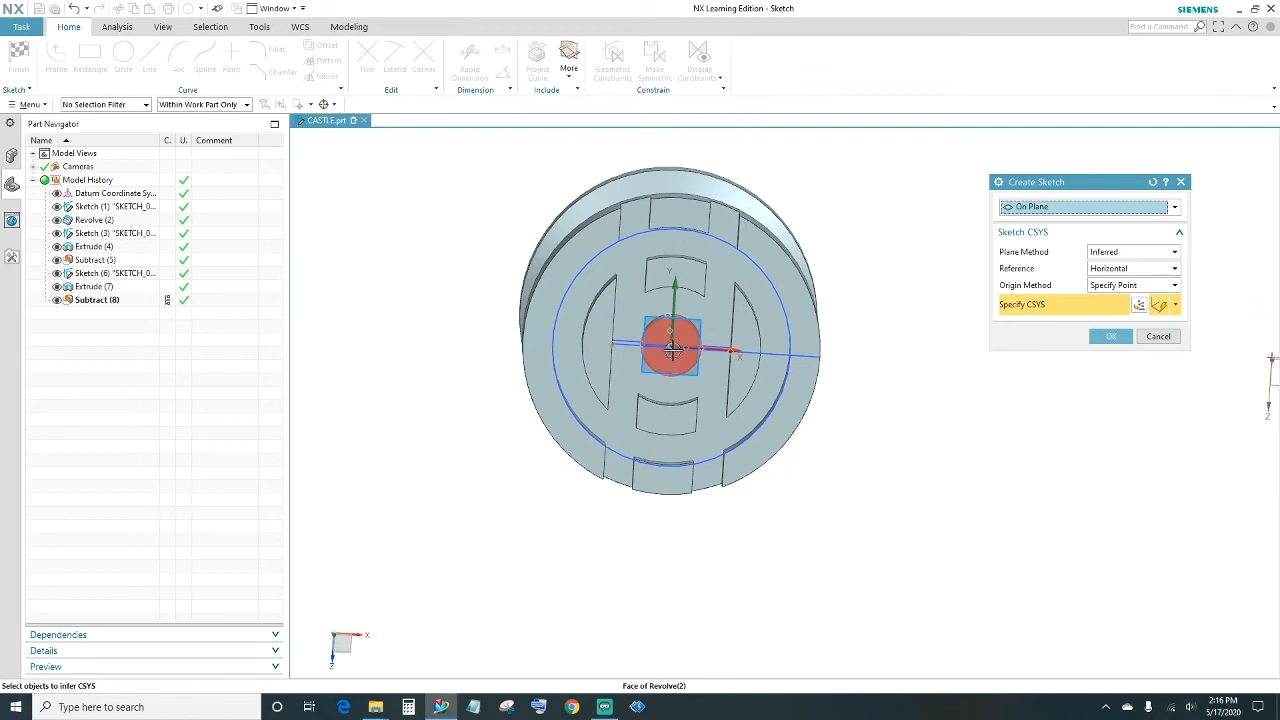 NX
Window
NX Learning Edition - Sketch
SIEMENS
Task
Home
Analysis
View
Selection
Tools
WCS
Modeling
Find a Command
Finish
Profile
Rectangle
Circle
Line
Arc
Spline
Point
Fillet
Chamfer
Offset
Pattern
Mirror
Trim
Extend
Corner
Rapid
Dimension
Project
Curve
More
Geometric
Constraints
Make
Symmetric
Display
Constraints
Sketch
Curve
Edit
Dimension
Include
Constrain
Menu
No Selection Filter
Within Work Part Only
Part Navigator
CASTLE.prt
Name
C.
U.
Comment
Model Views
Cameras
Model History
Datum Coordinate Sy...
Sketch (1) "SKETCH_0...
Revolve (2)
Sketch (3) "SKETCH_0...
Extrude (4)
Subtract (5)
Sketch (6) "SKETCH_0...
Extrude (7)
Subtract (8)
Dependencies
Details
Preview
Y
X
X
Z
Z
Create Sketch
On Plane
Sketch CSYS
Plane Method
Inferred
Reference
Horizontal
Origin Method
Specify Point
Specify CSYS
OK
Cancel
Select objects to infer CSYS
Face of Revolve(2)
Type here to search
2:16 PM
5/17/2020